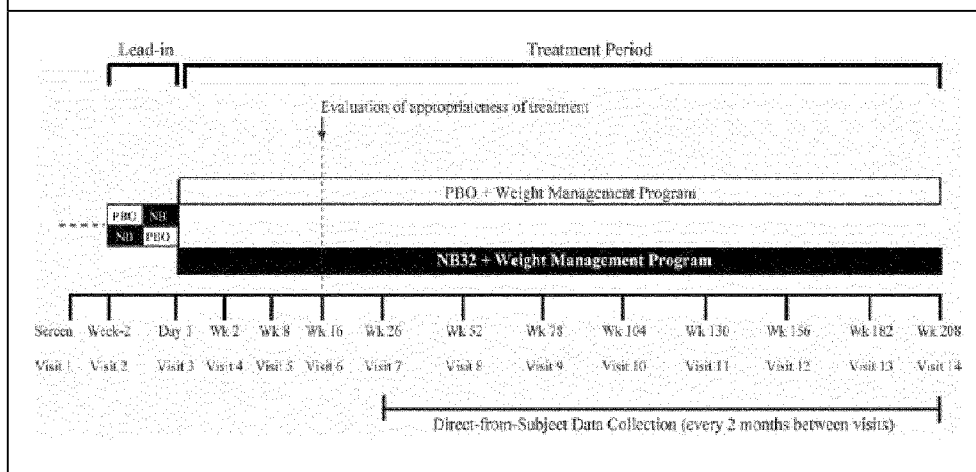 Lead-in Treatment Period
Evaluation of appropriateness of treatment
PBO + Weight Management Program
PBO NB
NB PBO
NB32 + Weight Management Program
Screen Week-2 Day 1 Wk 2 Wk 8 Wk 16 Wk 26 Wk 52 Wk 78 Wk 104 Wk 130 Wk 156 Wk 182 Wk 208
Visit 1 Visit 2 Visit 3 Visit 4 Visit 5 Visit 6 Visit 7 Visit 8 Visit 9 Visit 10 Visit 11 Visit 12 Visit 13 Visit 14
Direct-from-Subject Data Collection (every 2 months between visits)